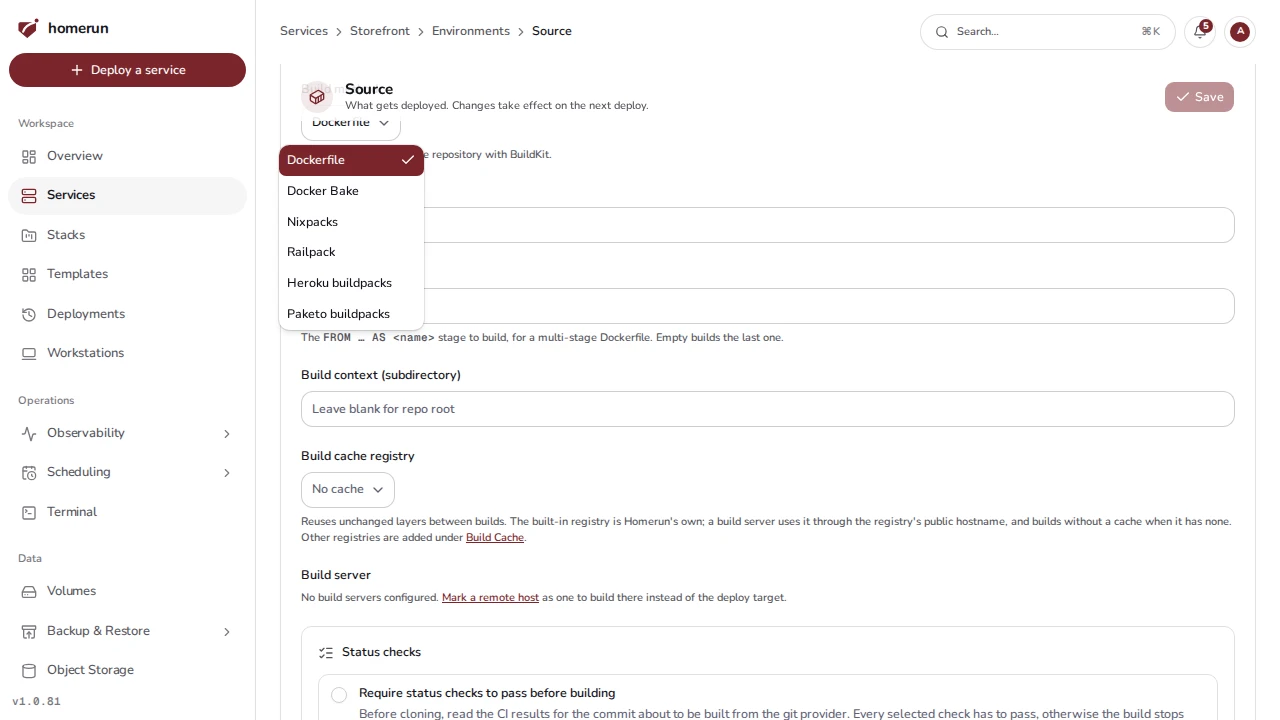 homerun
Deploy a service
Workspace
Overview
Services
Stacks
Templates
Deployments
Workstations
Operations
Observability
Scheduling
Terminal
Data
Volumes
Backup & Restore
Object Storage
v1.0.81
Services > Storefront > Environments > Source
Search... ⌘K
5
A
Source
What gets deployed. Changes take effect on the next deploy.
Save
Dockerfile
repository with BuildKit.
Dockerfile
Docker Bake
Nixpacks
Railpack
Heroku buildpacks
Paketo buildpacks
The FROM … AS <name> stage to build, for a multi-stage Dockerfile. Empty builds the last one.
Build context (subdirectory)
Leave blank for repo root
Build cache registry
No cache
Reuses unchanged layers between builds. The built-in registry is Homerun's own; a build server uses it through the registry's public hostname, and builds without a cache when it has none.
Other registries are added under Build Cache.
Build server
No build servers configured. Mark a remote host as one to build there instead of the deploy target.
Status checks
Require status checks to pass before building
Before cloning, read the CI results for the commit about to be built from the git provider. Every selected check has to pass, otherwise the build stops